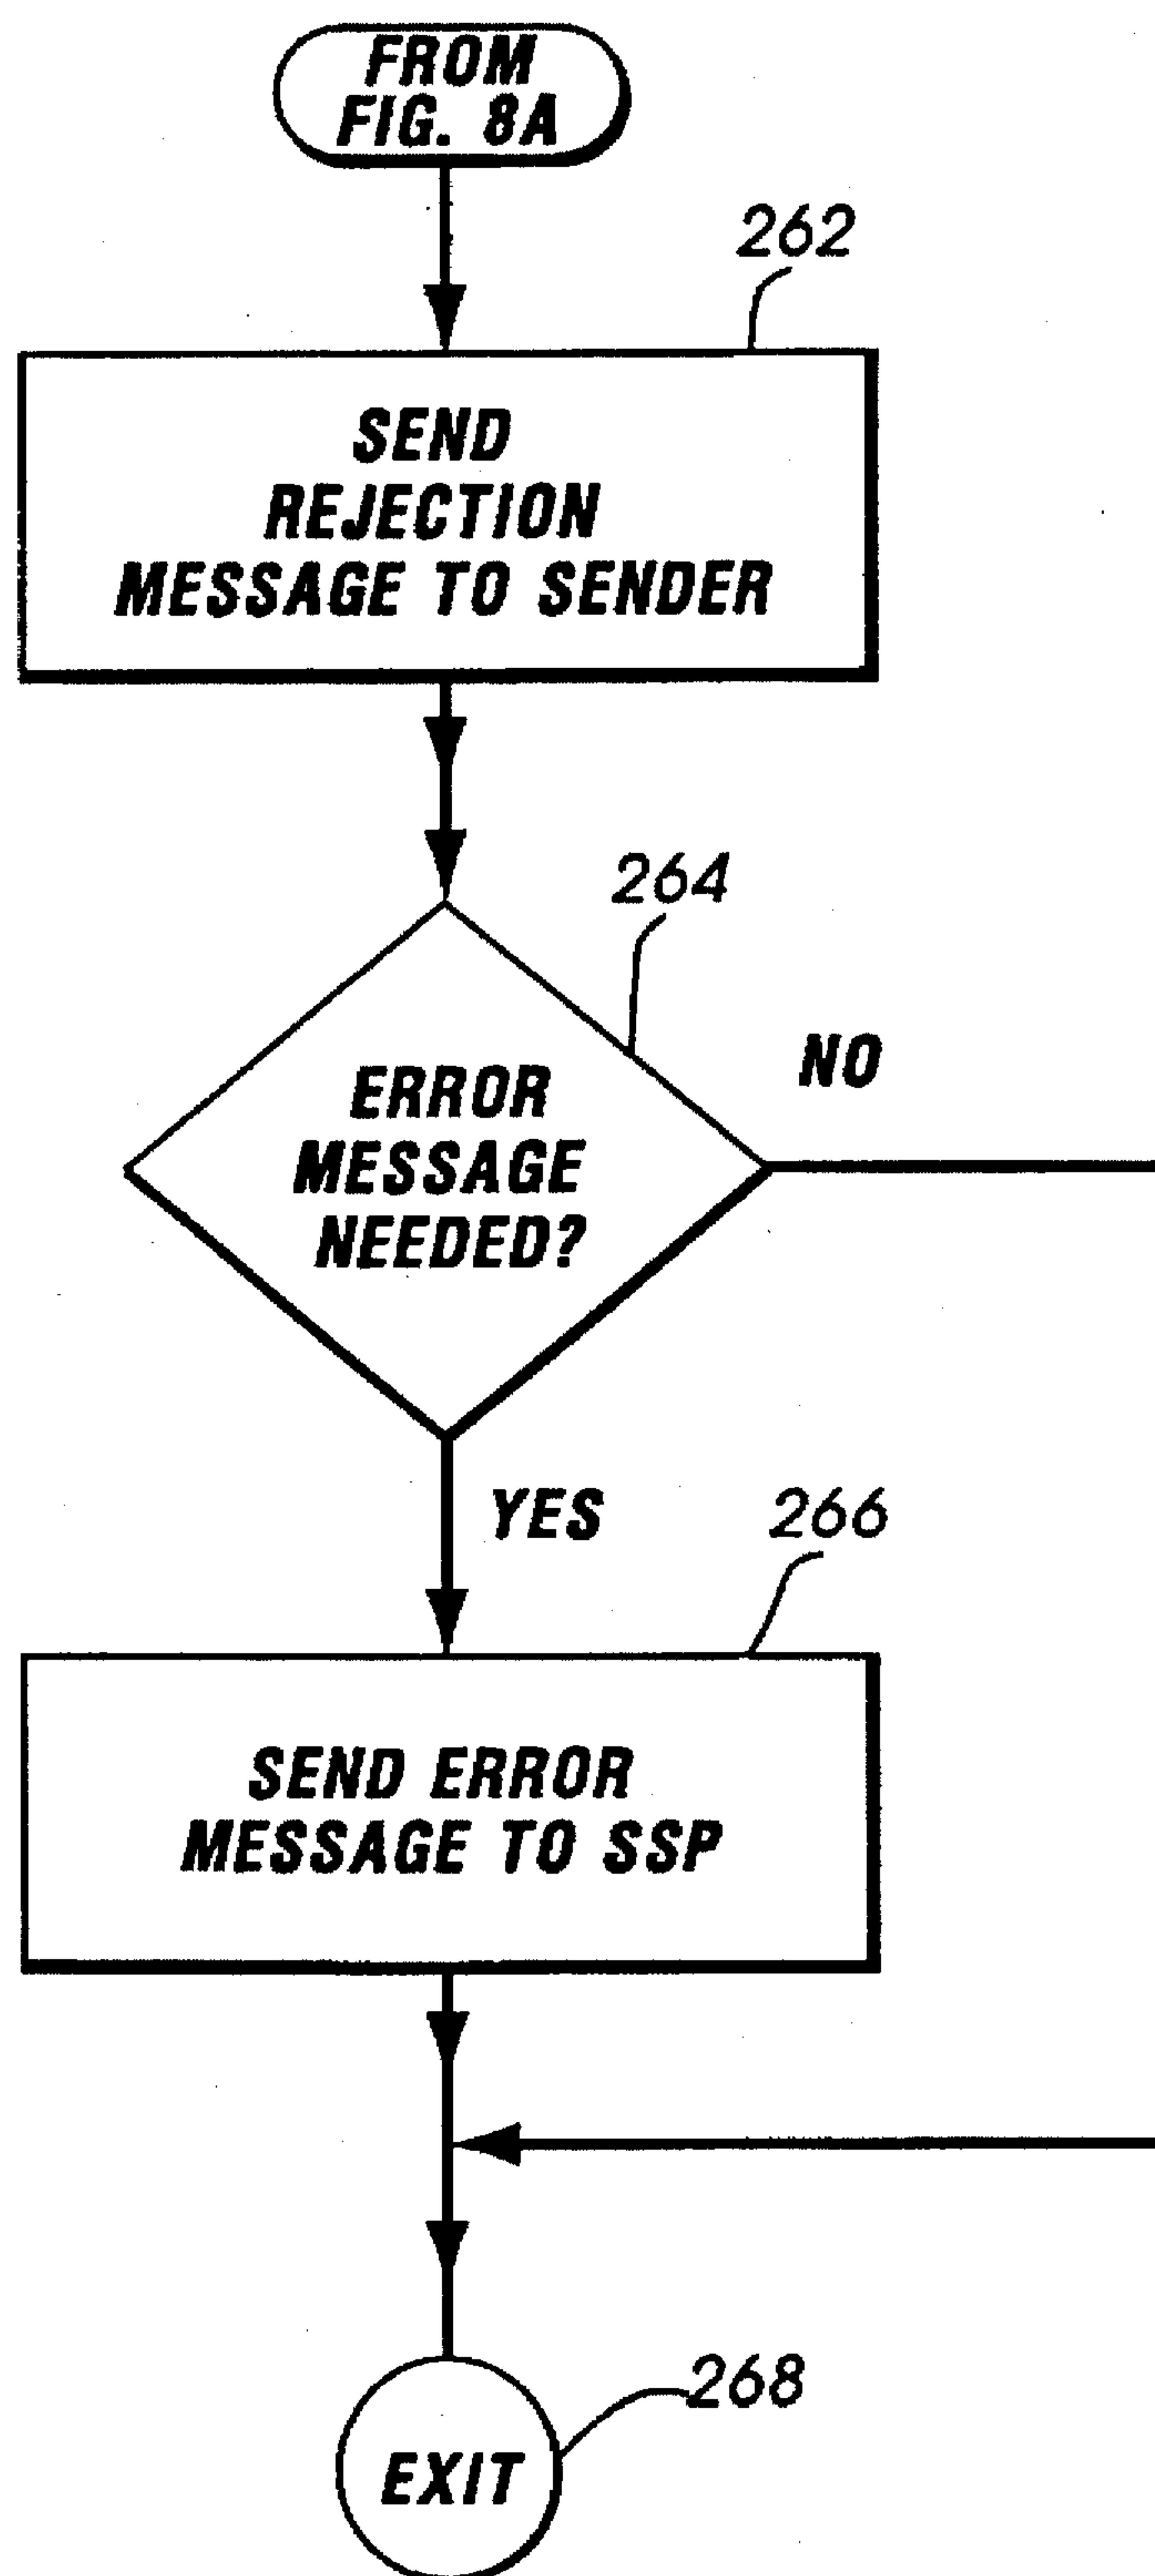 FROM
FIG. 8A
262
SEND
REJECTION
MESSAGE TO SENDER
264
ERROR
MESSAGE
NEEDED?
NO
YES
266
SEND ERROR
MESSAGE TO SSP
268
EXIT